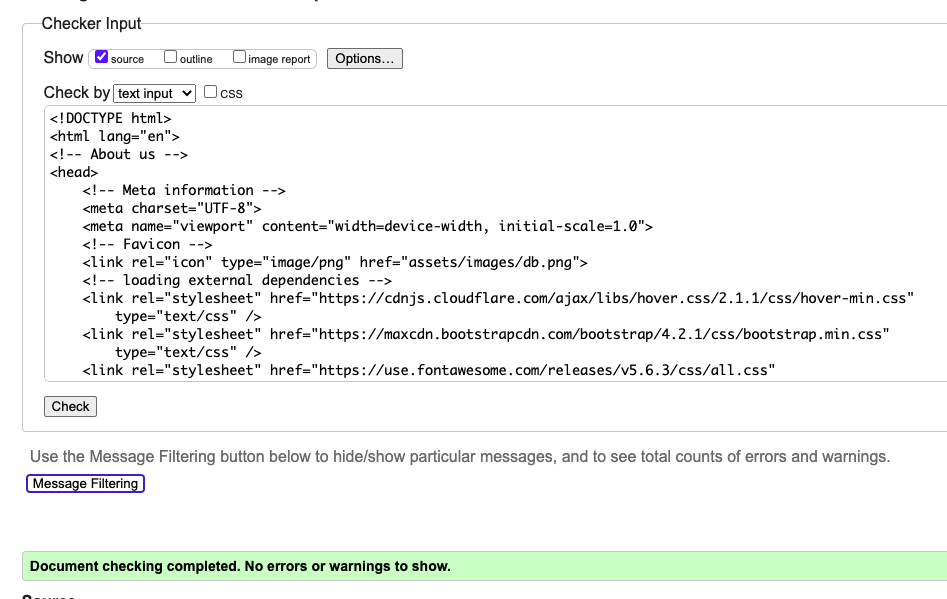 Checker Input
Show source outline image report Options...
Check by text input css
<!DOCTYPE html>
<html lang="en">
<!-- About us -->
<head>
    <!-- Meta information -->
    <meta charset="UTF-8">
    <meta name="viewport" content="width=device-width, initial-scale=1.0">
    <!-- Favicon -->
    <link rel="icon" type="image/png" href="assets/images/db.png">
    <!-- loading external dependencies -->
    <link rel="stylesheet" href="https://cdnjs.cloudflare.com/ajax/libs/hover.css/2.1.1/css/hover-min.css"
        type="text/css" />
    <link rel="stylesheet" href="https://maxcdn.bootstrapcdn.com/bootstrap/4.2.1/css/bootstrap.min.css"
        type="text/css" />
    <link rel="stylesheet" href="https://use.fontawesome.com/releases/v5.6.3/css/all.css"
Check
Use the Message Filtering button below to hide/show particular messages, and to see total counts of errors and warnings.
Message Filtering
Document checking completed. No errors or warnings to show.
Source